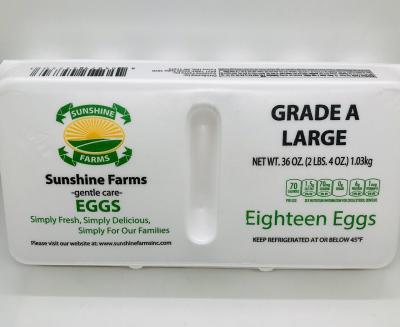 SUNSHINE
FARMS
Sunshine Farms
-gentle care-
EGGS
Simply Fresh, Simply Delicious,
Simply For Our Families
Please visit our website at: www.sunshinefarmsinc.com
GRADE A
LARGE
NET WT. 36 OZ. (2 LBS. 4 OZ.) 1.03kg
70
Eighteen Eggs
KEEP REFRIGERATED AT OR BELOW 45°F